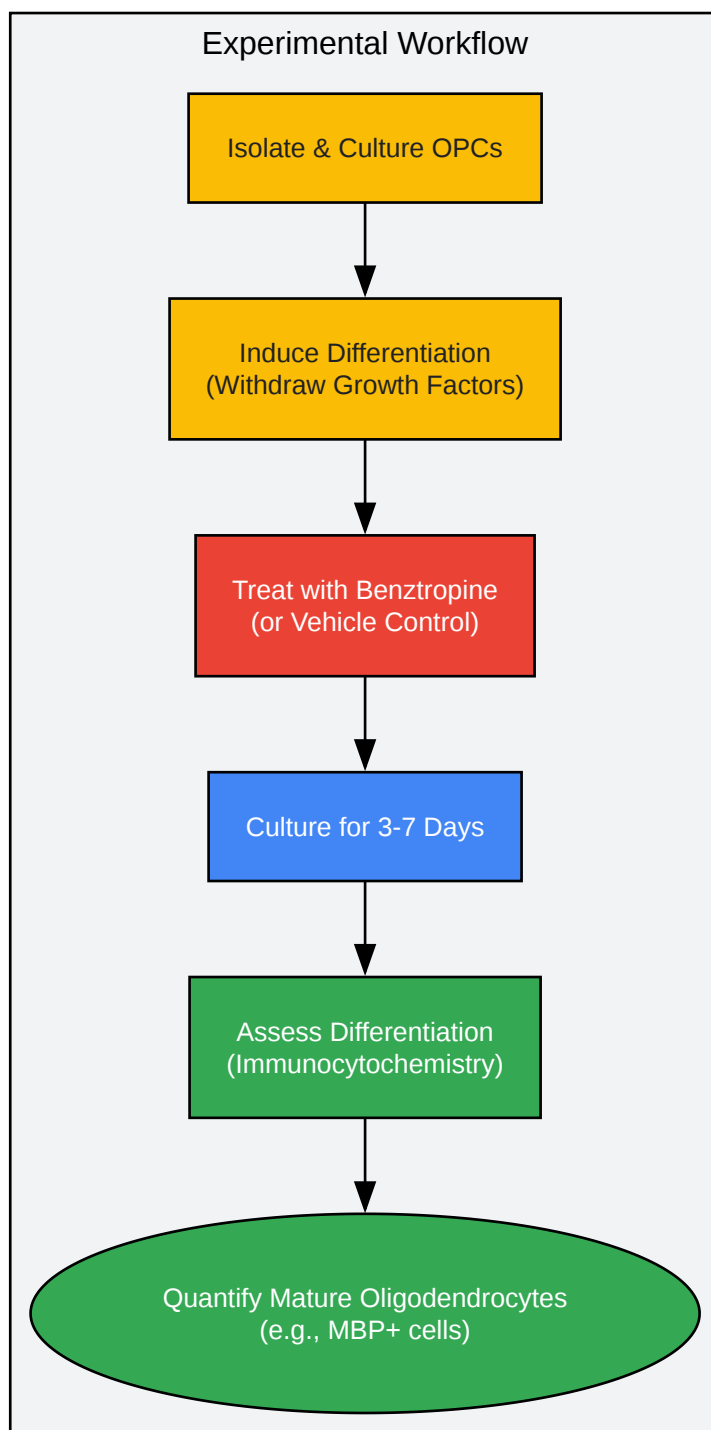 Experimental Workflow
Isolate & Culture OPCs
Induce Differentiation
(Withdraw Growth Factors)
Treat with Benztropine
(or Vehicle Control)
Culture for 3-7 Days
Assess Differentiation
(Immunocytochemistry)
Quantify Mature Oligodendrocytes
(e.g., MBP+ cells)